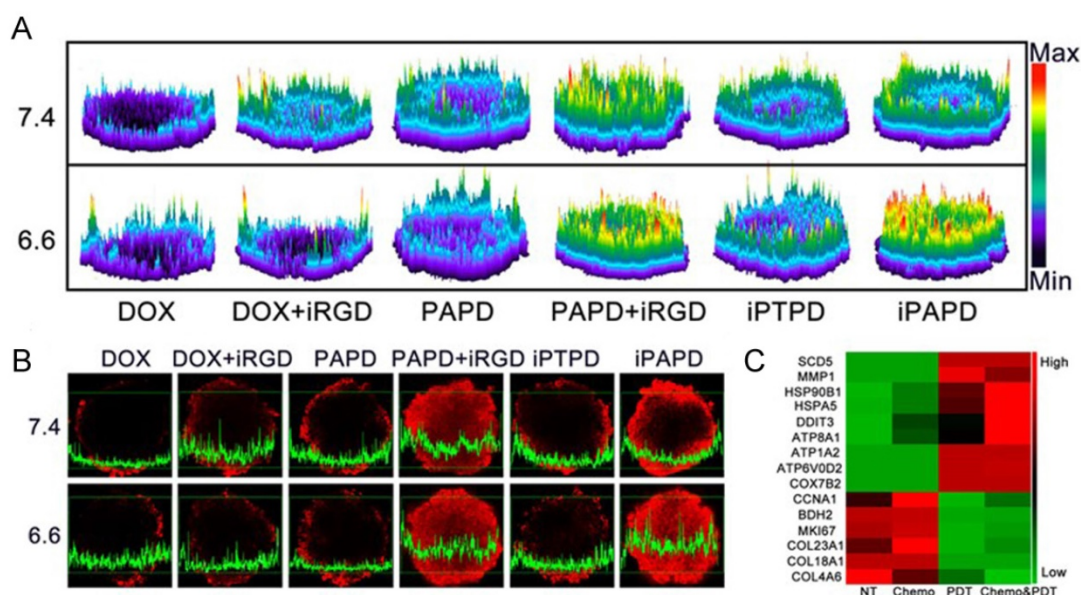 A
Max
7.4
6.6
Min
DOX DOX+iRGD PAPD PAPD+iRGD iPTPD iPAPD
B
DOX DOX+iRGD PAPD PAPD+iRGD iPTPD iPAPD
7.4
6.6
C
High
SCD5
MMP1
HSP90B1
HSPA5
DDIT3
ATP8A1
ATP1A2
ATP6V0D2
COX7B2
CCNA1
BDH2
MKI67
COL23A1
COL18A1
COL4A6
Low
NT Chemo PDT Chemo&PDT